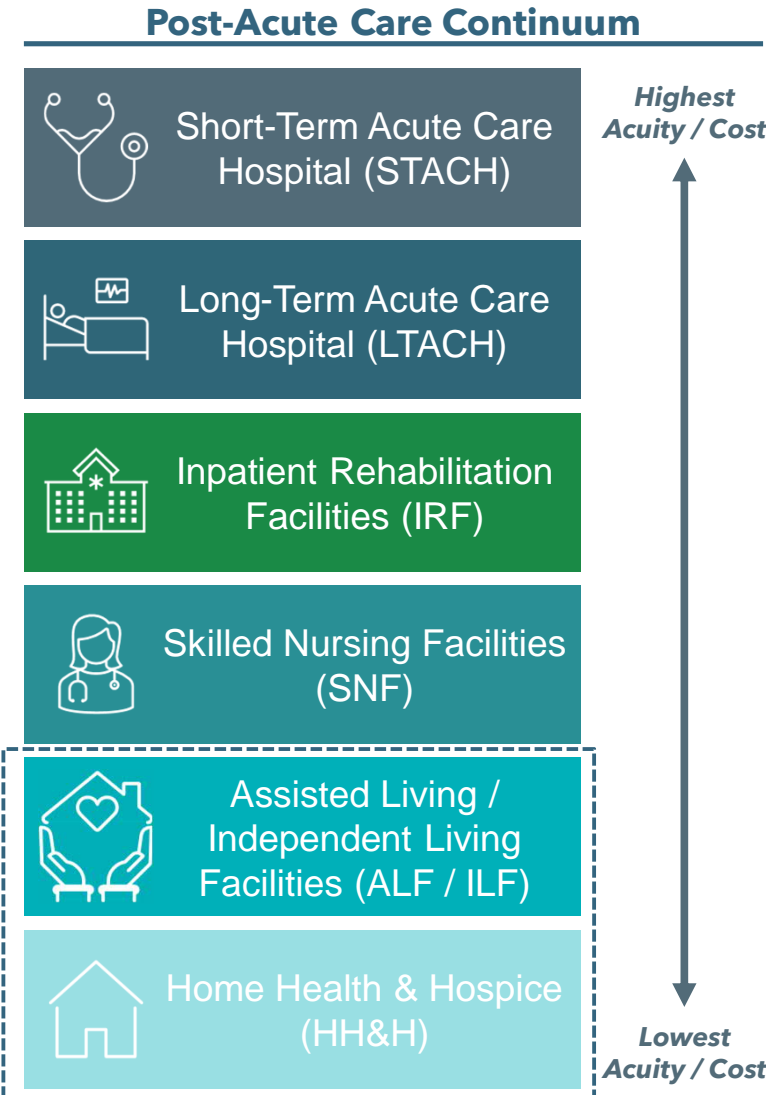 Post-Acute Care Continuum
Highest
Acuity / Cost
Short-Term Acute Care
Hospital (STACH)
Long-Term Acute Care
Hospital (LTACH)
Inpatient Rehabilitation
Facilities (IRF)
Skilled Nursing Facilities
(SNF)
Assisted Living /
Independent Living
Facilities (ALF / ILF)
Home Health & Hospice
(HH&H)
Lowest
Acuity / Cost